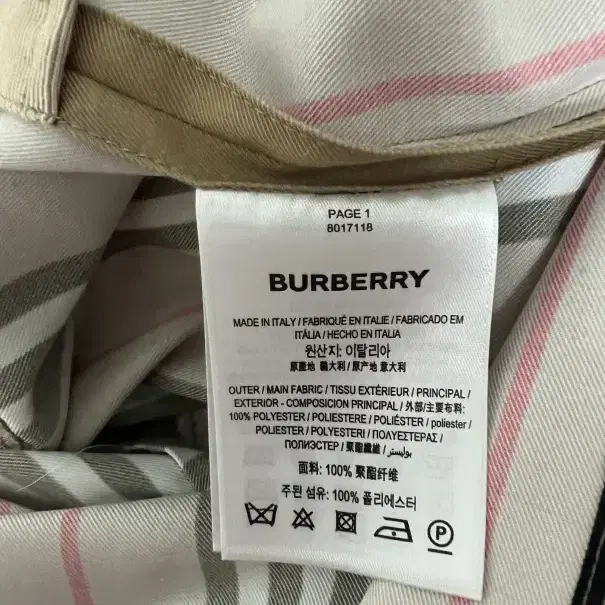 PAGE 1
8017118
BURBERRY
MADE IN ITALY / FABRIQUÉ EN ITALIE / FABRICADO EM
ITÁLIA / HECHO EN ITALIA
원산지: 이탈리아
原産地 義大利 / 原产地 意大利
OUTER / MAIN FABRIC / TISSU EXTÉRIEUR / PRINCIPAL /
EXTERIOR - COMPOSICION PRINCIPAL / 外部/主要布料:
100% POLYESTER / POLIESTERE / POLIÉSTER / poliester /
POLIESTER / POLYESTERI / ΠΟΛΥΕΣΤΕΡΑΣ /
ПОЛИЭСТЕР / 聚酯纖維 / بوليستر /
面料: 100% 聚酯纤维
주된 섬유: 100% 폴리에스터
P